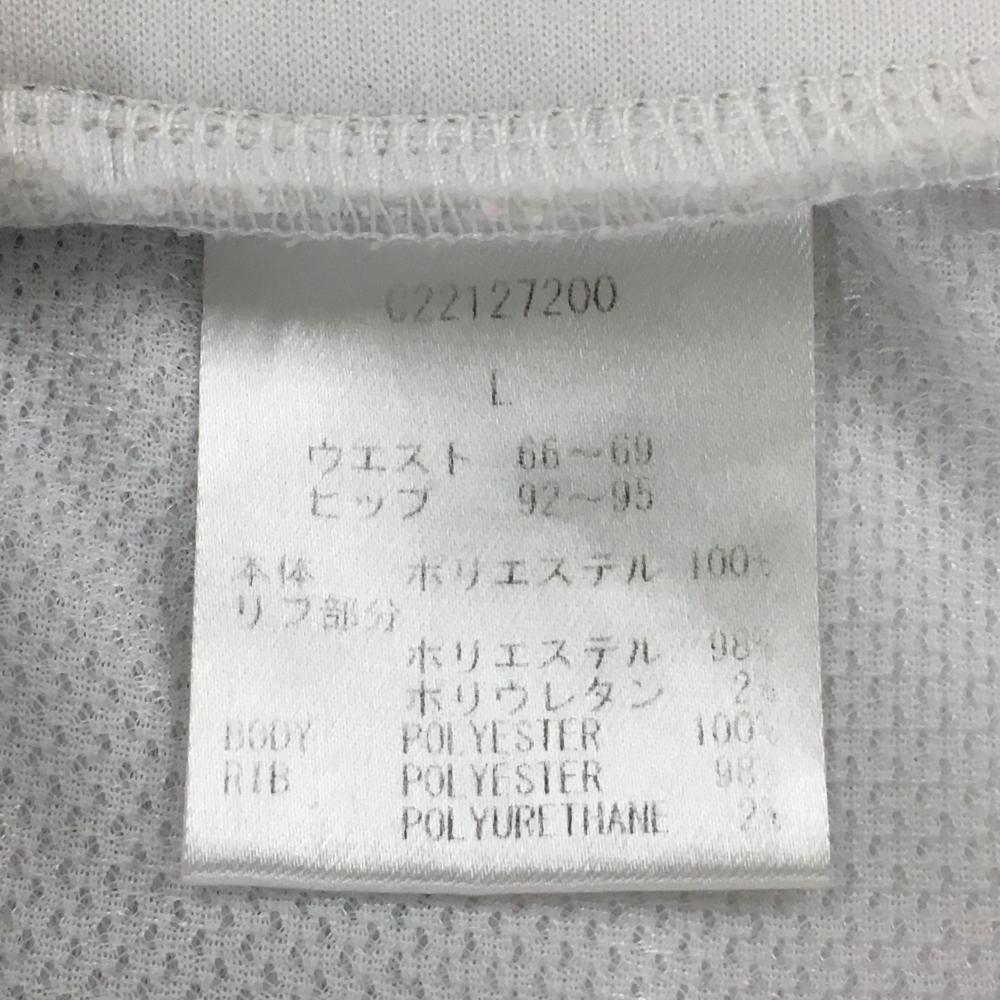 C22127200
L
ウエスト 66～69
ヒップ 92～95
本体 ポリエステル 100%
リブ部分
ポリエステル 98%
ポリウレタン 2%
BODY POLYESTER 100%
RIB POLYESTER 98%
POLYURETHANE 2%